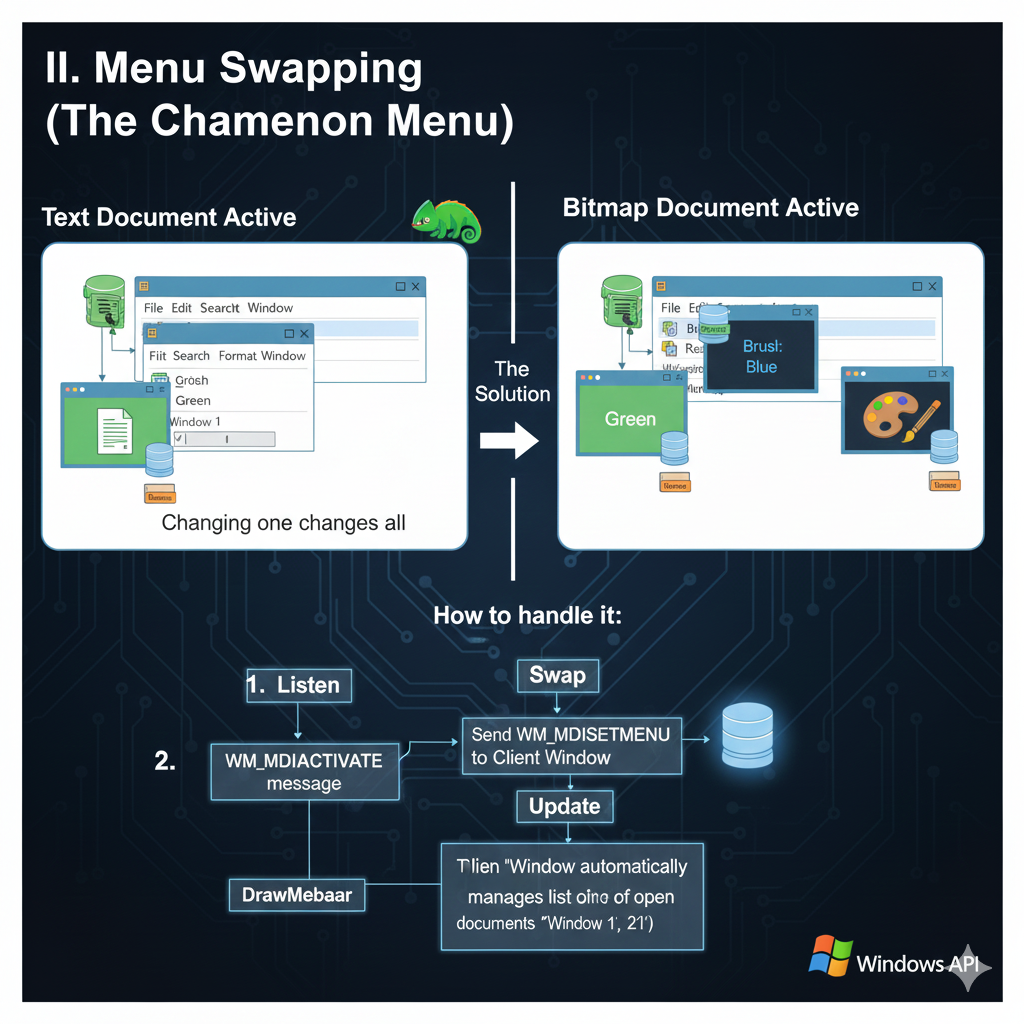 II. Menu Swapping
(The Chamenon Menu)
Text Document Active
Bitmap Document Active
File Edit Searcht Window
Fiit Search Format Window
Grosh
Green
Window 1
Changing one changes all
The
Solution
File
Brusl:
Blue
Green
How to handle it:
1. Listen
Swap
2.
WM_MDIACTIVATE
message
Send WM_MDISETMENU
to Client Window
Update
DrawMebaar
"Window automatically
manages list of open
documents "Window 1', 21')
Windows API